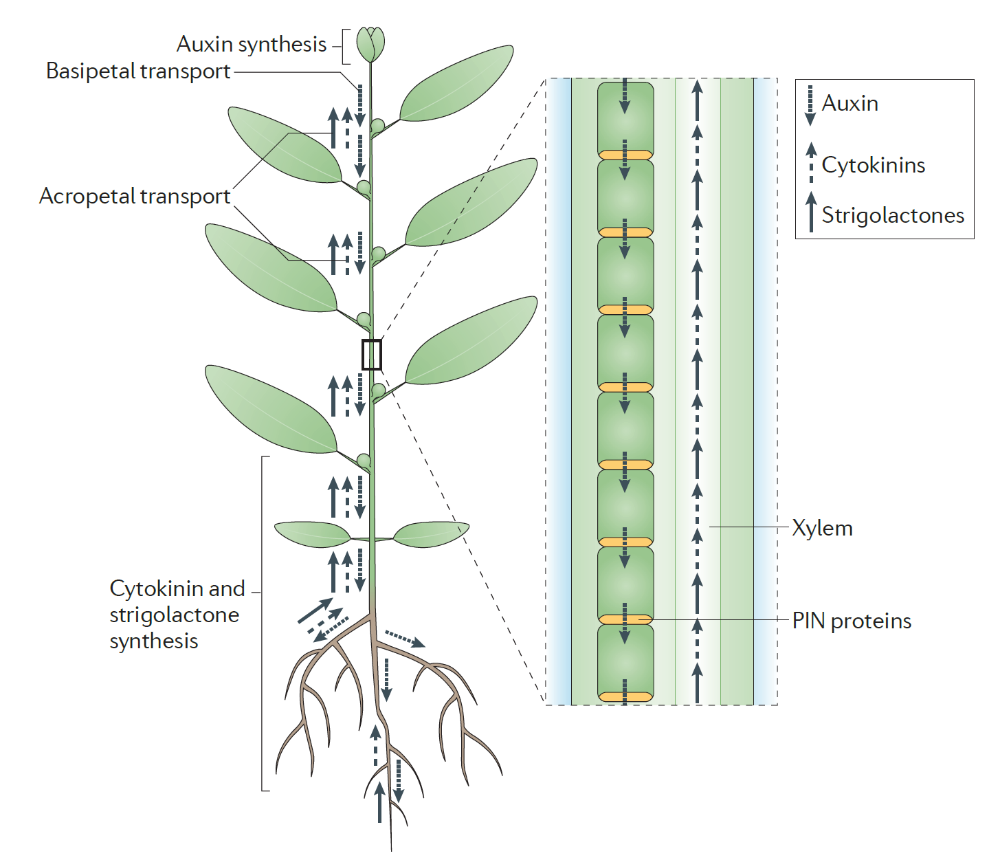 Auxin synthesis
Basipetal transport
Acropetal transport
Cytokinin and
strigolactone
synthesis
Auxin
Cytokinins
Strigolactones
Xylem
PIN proteins